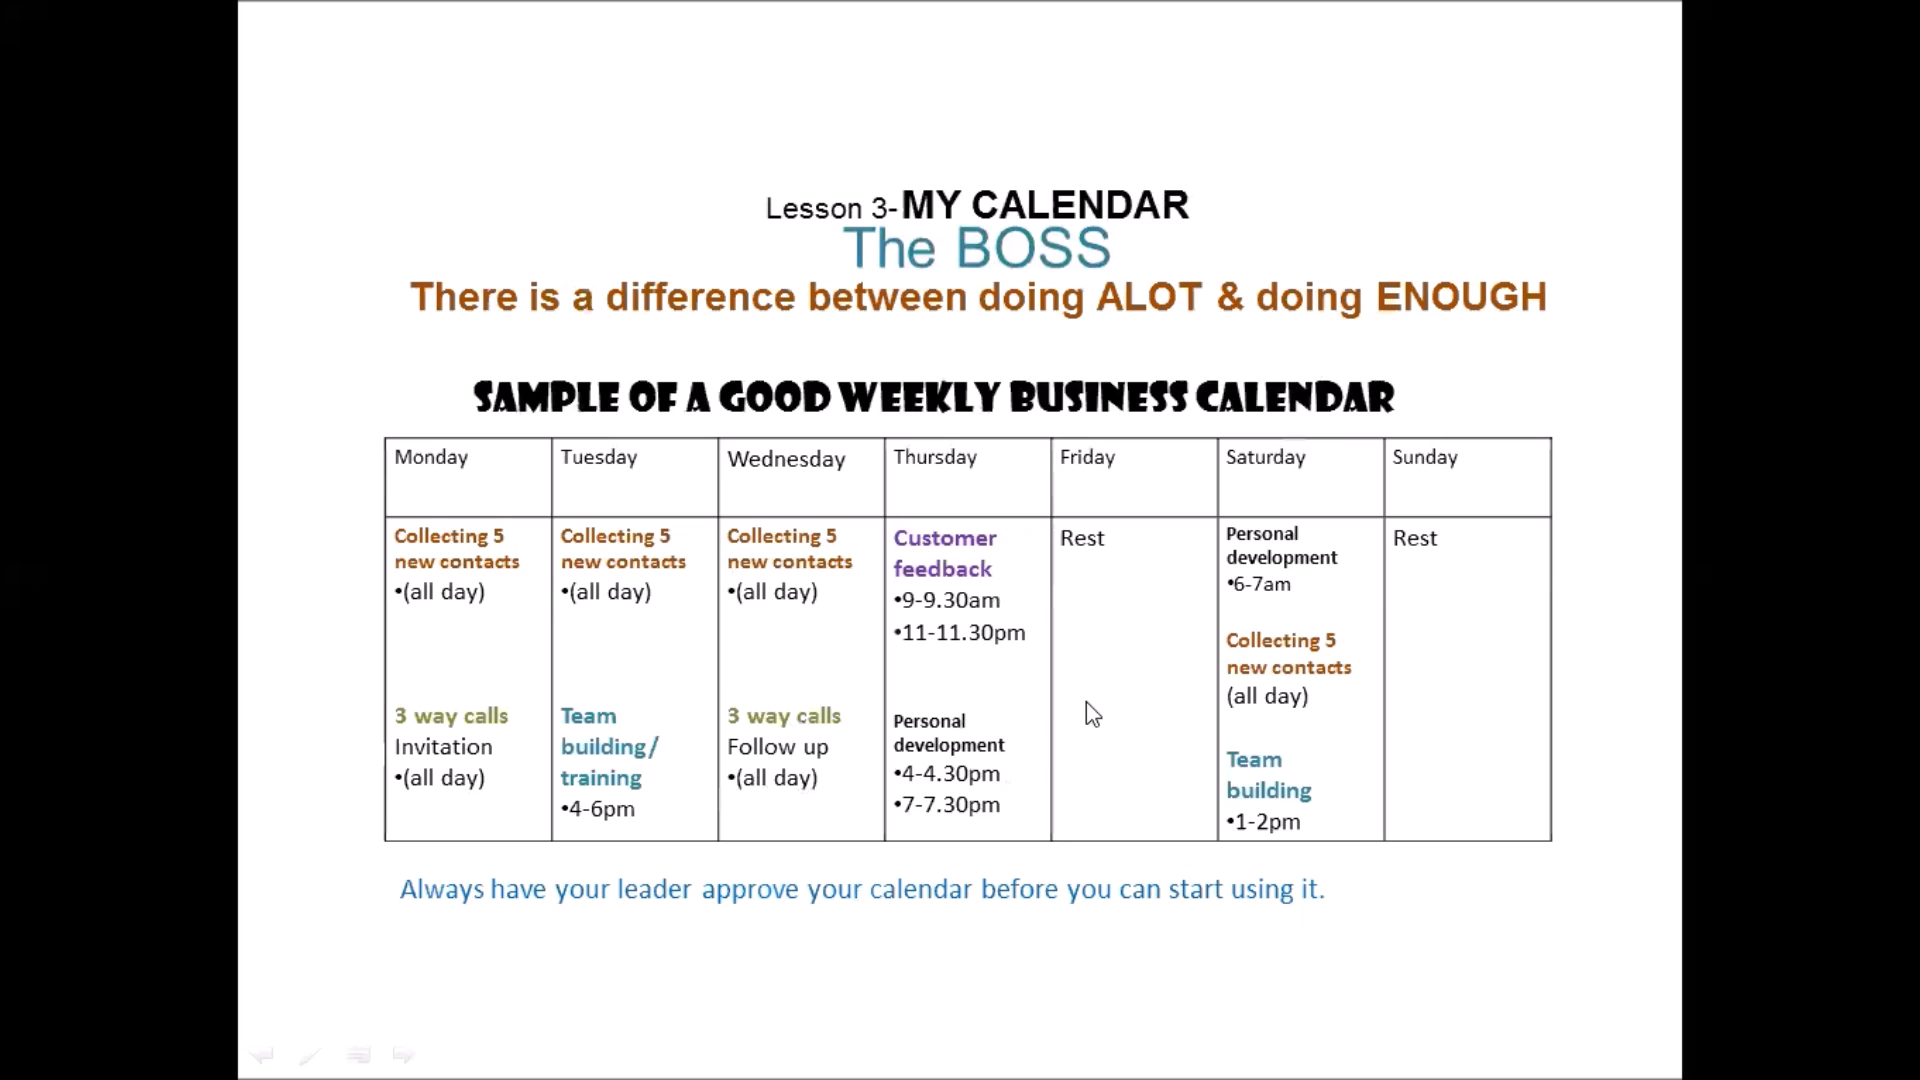 Lesson 3-MY CALENDAR
The BOSS
There is a difference between doing ALOT & doing ENOUGH
SAMPLE OF A GOOD WEEKLY BUSINESS CALENDAR
Monday
Tuesday
Wednesday
Thursday
Friday
Saturday
Sunday
Collecting 5
new contacts
•(all day)
3 way calls
Invitation
•(all day)
Collecting 5
new contacts
•(all day)
Team
building/
training
•4-6pm
Collecting 5
new contacts
•(all day)
3 way calls
Follow up
•(all day)
Customer
feedback
•9-9.30am
•11-11.30pm
Personal
development
•4-4.30pm
•7-7.30pm
Rest
Personal
development
•6-7am
Collecting 5
new contacts
(all day)
Team
building
•1-2pm
Rest
Always have your leader approve your calendar before you can start using it.